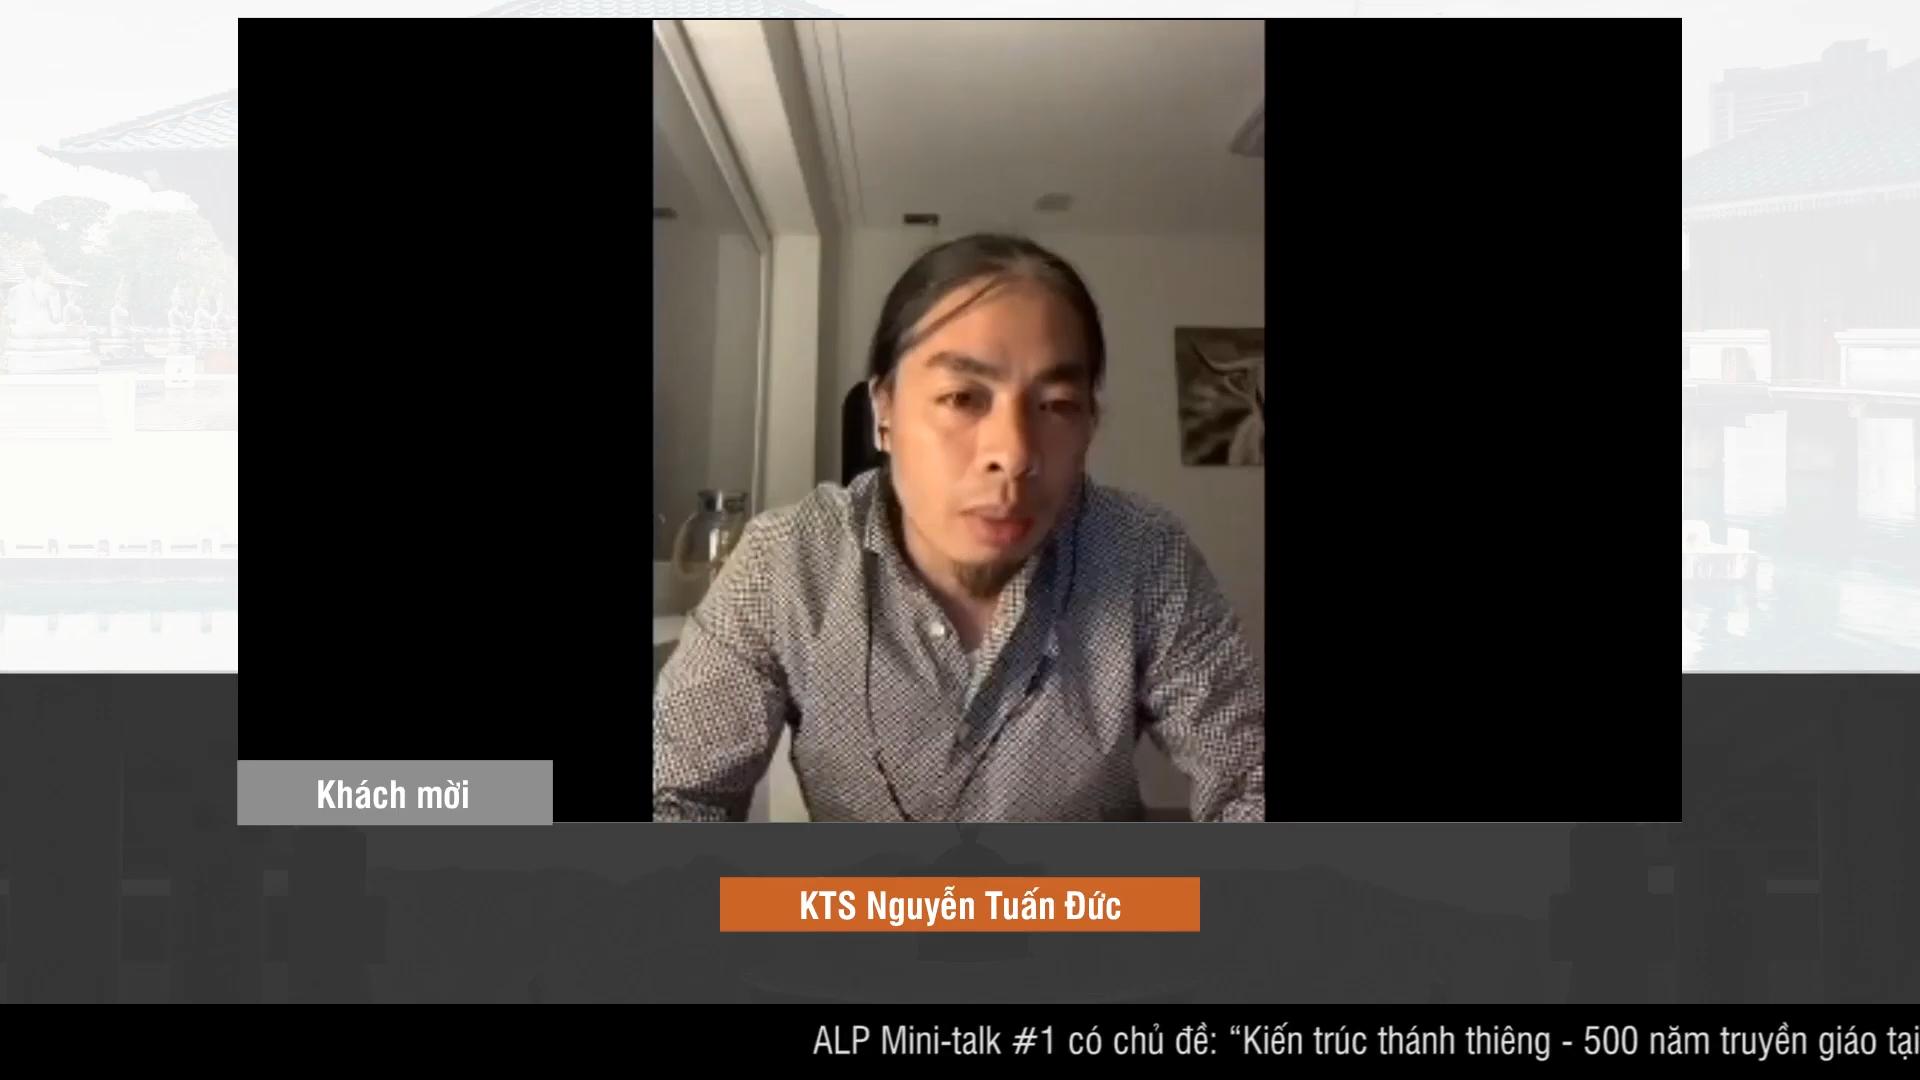 Khách mời
KTS Nguyễn Tuấn Đức
ALP Mini-talk #1 có chủ đề: “Kiến trúc thánh thiêng - 500 năm truyền giáo tại